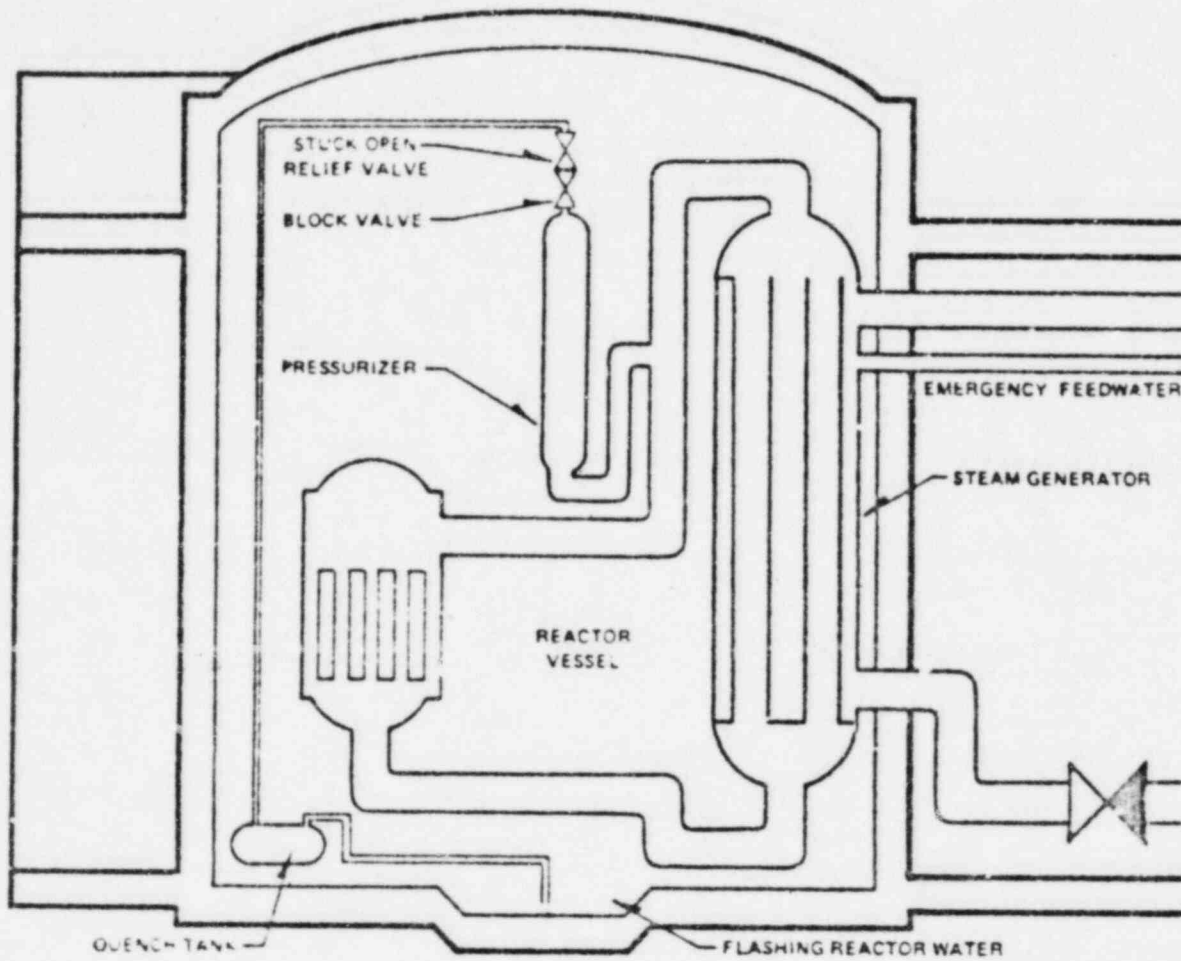 STUCK OPEN
RELIEF VALVE
BLOCK VALVE
PRESSURIZER
EMERGENCY FEEDWATER
STEAM GENERATOR
REACTOR
VESSEL
QUENCH TANK
FLASHING REACTOR WATER